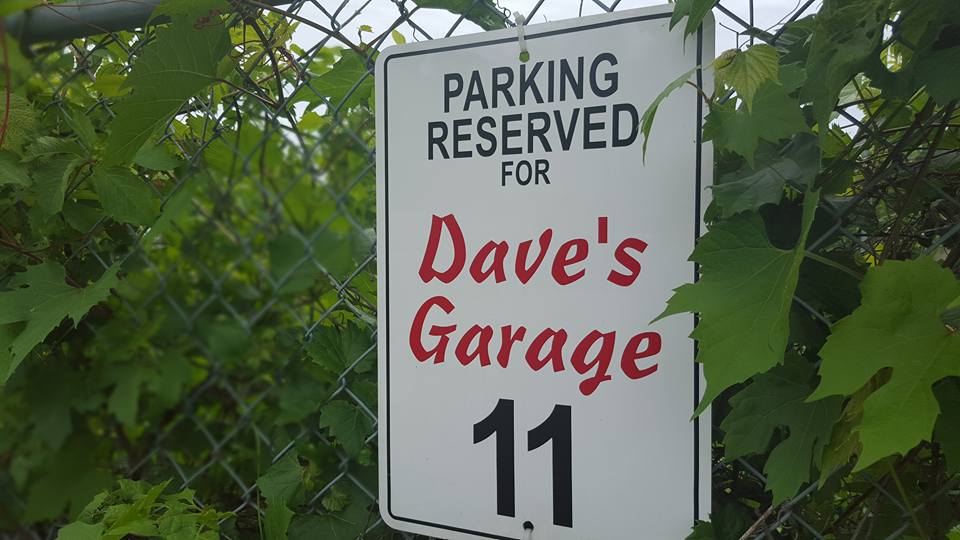 PARKING
RESERVED
FOR
Dave's
Garage
11